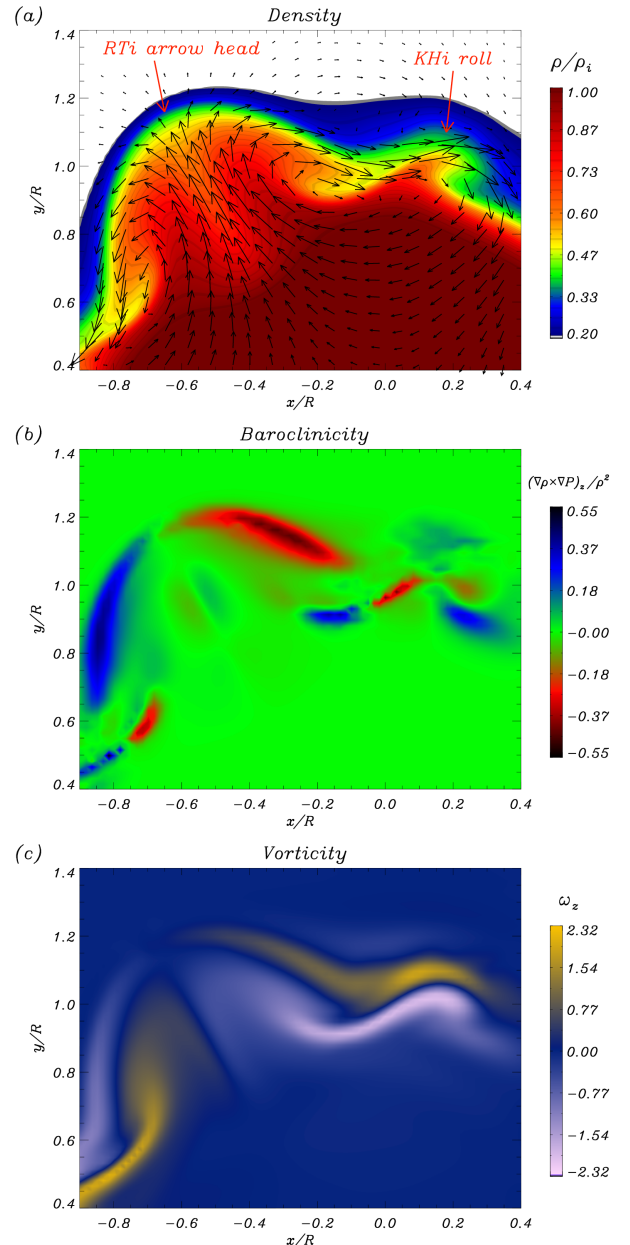 (a) Density
1.4
1.2
1.0
0.8
0.6
0.4
y/R
RTi arrow head
KHi roll
-0.8 -0.6 -0.4 -0.2 0.0 0.2 0.4
x/R
ρ/ρi
1.00
0.87
0.73
0.60
0.47
0.33
0.20
(b) Baroclinicity
1.4
1.2
1.0
0.8
0.6
0.4
y/R
-0.8 -0.6 -0.4 -0.2 0.0 0.2 0.4
x/R
(∇ρ×∇P)z/ρ²
0.55
0.37
0.18
-0.00
-0.18
-0.37
-0.55
(c) Vorticity
1.4
1.2
1.0
0.8
0.6
0.4
y/R
-0.8 -0.6 -0.4 -0.2 0.0 0.2 0.4
x/R
ωz
2.32
1.54
0.77
0.00
-0.77
-1.54
-2.32